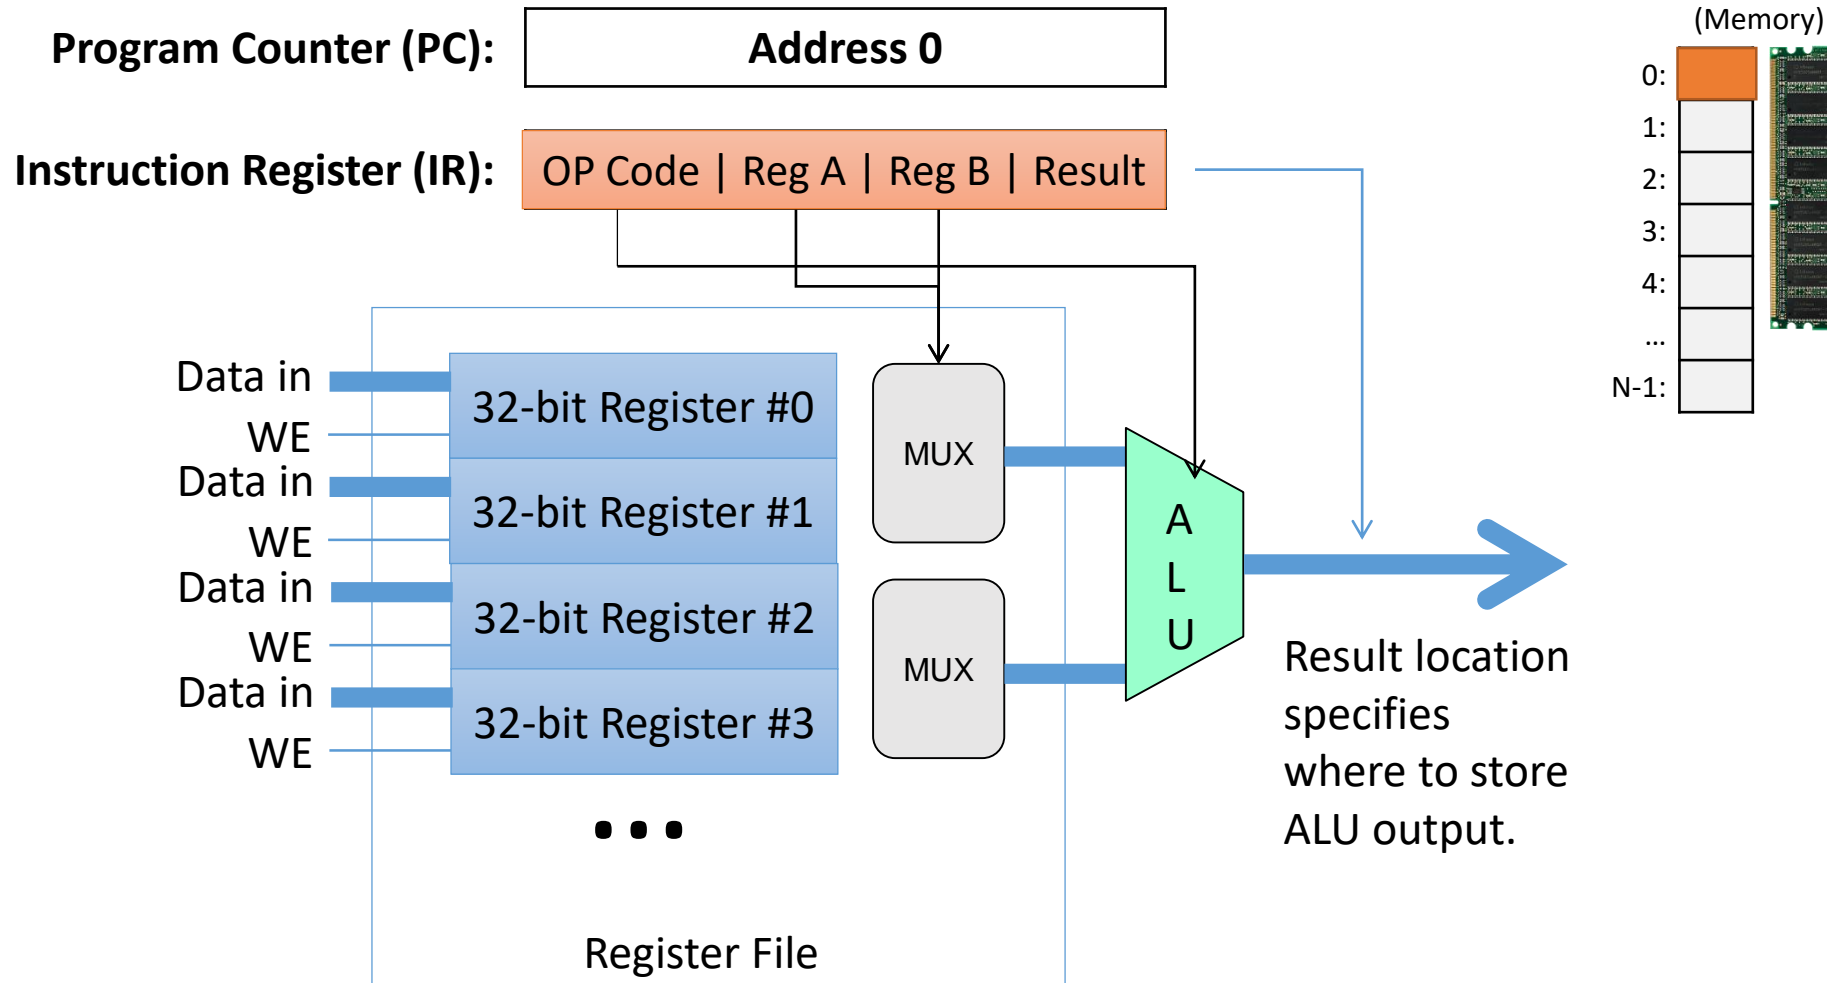 (Memory)
Program Counter (PC):
Address 0
0:
1:
Instruction Register (IR):
OP Code | Reg A | Reg B | Result
2:
3:
4:
...
N-1:
Data in
32-bit Register #0
WE
MUX
Data in
32-bit Register #1
WE
A
L
U
Data in
32-bit Register #2
WE
MUX
Data in
32-bit Register #3
WE
Result location
specifies
where to store
ALU output.
...
Register File